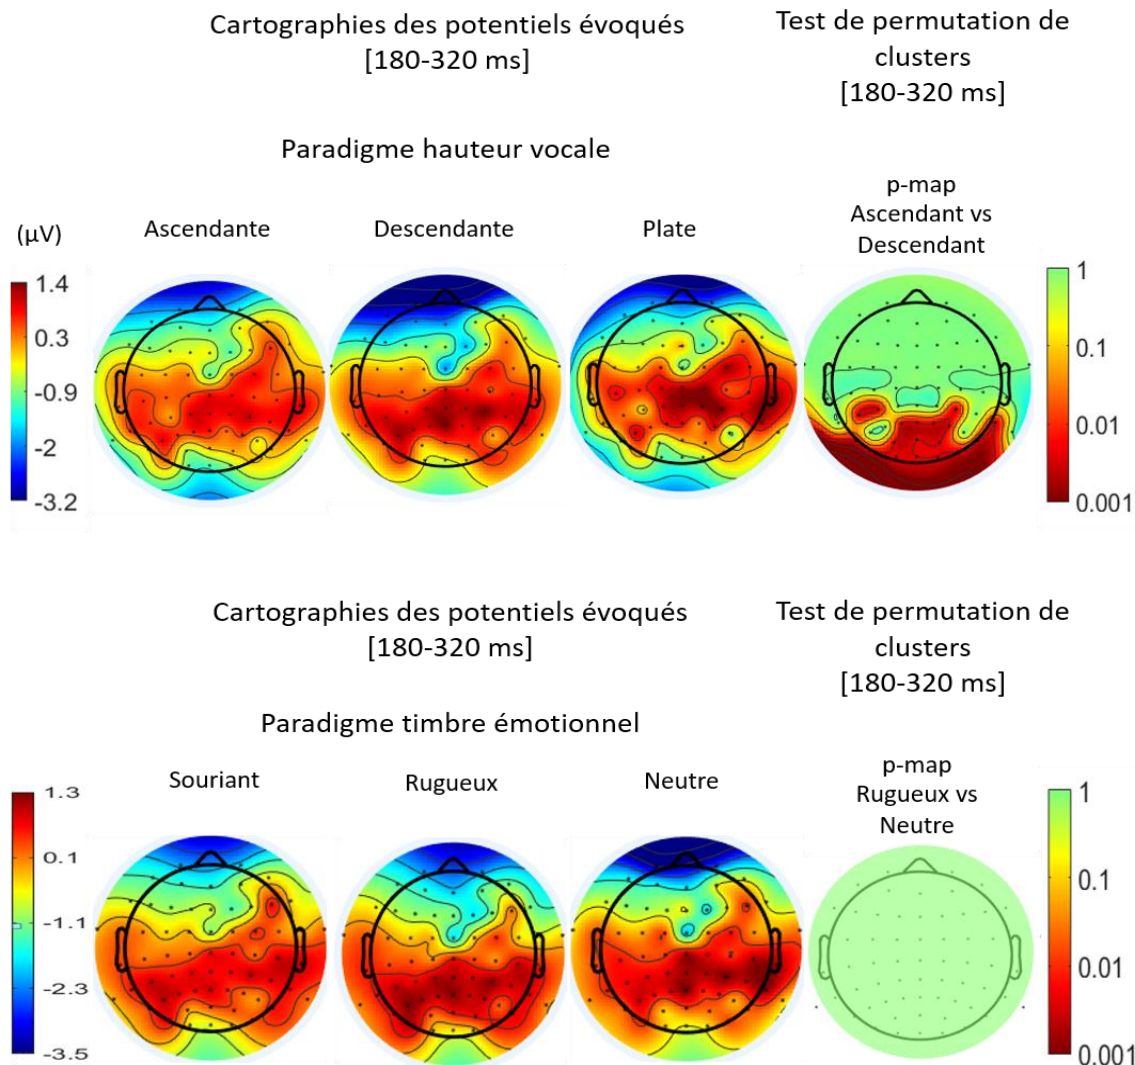 Cartographies des potentiels évoqués
[180-320 ms]
Test de permutation de
clusters
[180-320 ms]
Paradigme hauteur vocale
(µV)
Ascendante
Descendante
Plate
p-map
Ascendant vs
Descendant
1.4
0.3
-0.9
-2
-3.2
1
0.1
0.01
0.001
Cartographies des potentiels évoqués
[180-320 ms]
Test de permutation de
clusters
[180-320 ms]
Paradigme timbre émotionnel
Souriant
Rugueux
Neutre
p-map
Rugueux vs
Neutre
1.3
0.1
-1.1
-2.3
-3.5
1
0.1
0.01
0.001